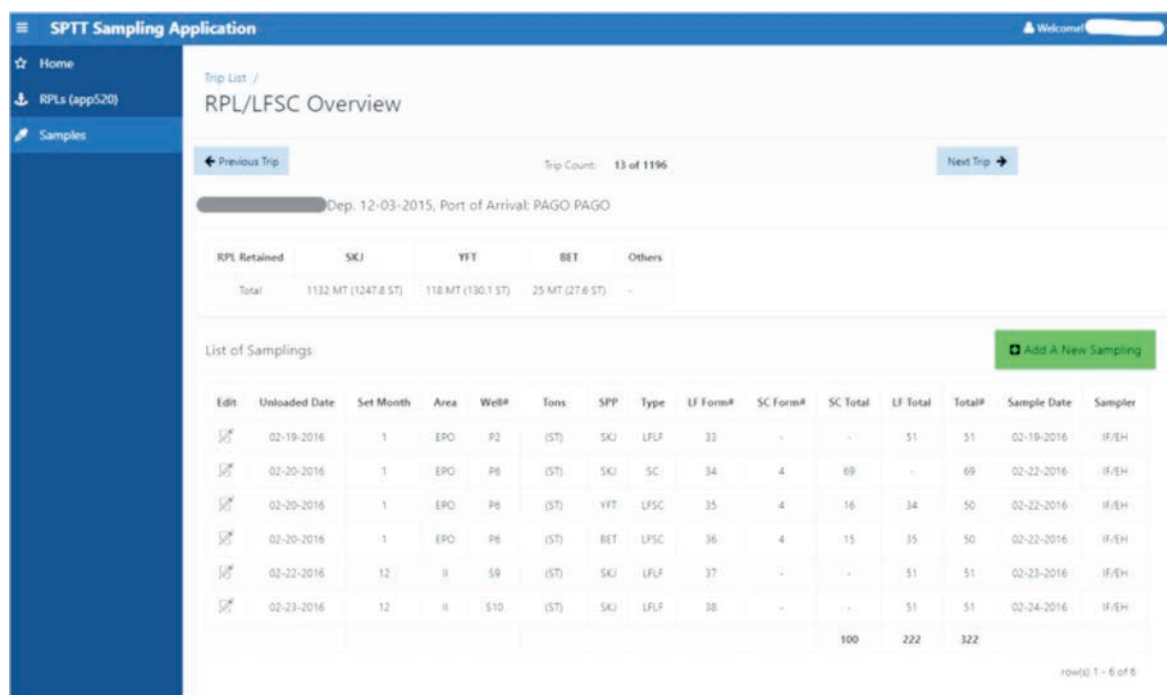 SPTT Sampling Application
Welcome!
Home
RPLs (app520)
Samples
Trip List /
RPL/LFSC Overview
Previous Trip
Trip Count: 13 of 1196
Next Trip
Dep. 12-03-2015, Port of Arrival: PAGO PAGO
RPL Retained SKJ YFT BET Others
Total 1132 MT (1247.8 ST) 118 MT (130.1 ST) 25 MT (27.6 ST) -
List of Samplings
Add A New Sampling
Edit Unloaded Date Set Month Area Well# Tons SPP Type LF Form# SC Form# SC Total LF Total Total# Sample Date Sampler
02-19-2016 1 EPO P2 (ST) SKJ LFLF 33 - - 51 51 02-19-2016 IF/EH
02-20-2016 1 EPO P6 (ST) SKJ SC 34 4 69 - 69 02-22-2016 IF/EH
02-20-2016 1 EPO P6 (ST) YFT LFSC 35 4 16 34 50 02-22-2016 IF/EH
02-20-2016 1 EPO P6 (ST) BET LFSC 36 4 15 35 50 02-22-2016 IF/EH
02-22-2016 12 II S9 (ST) SKJ LFLF 37 - - 51 51 02-23-2016 IF/EH
02-23-2016 12 II S10 (ST) SKJ LFLF 38 - - 51 51 02-24-2016 IF/EH
100 222 322
row(s) 1 - 6 of 6